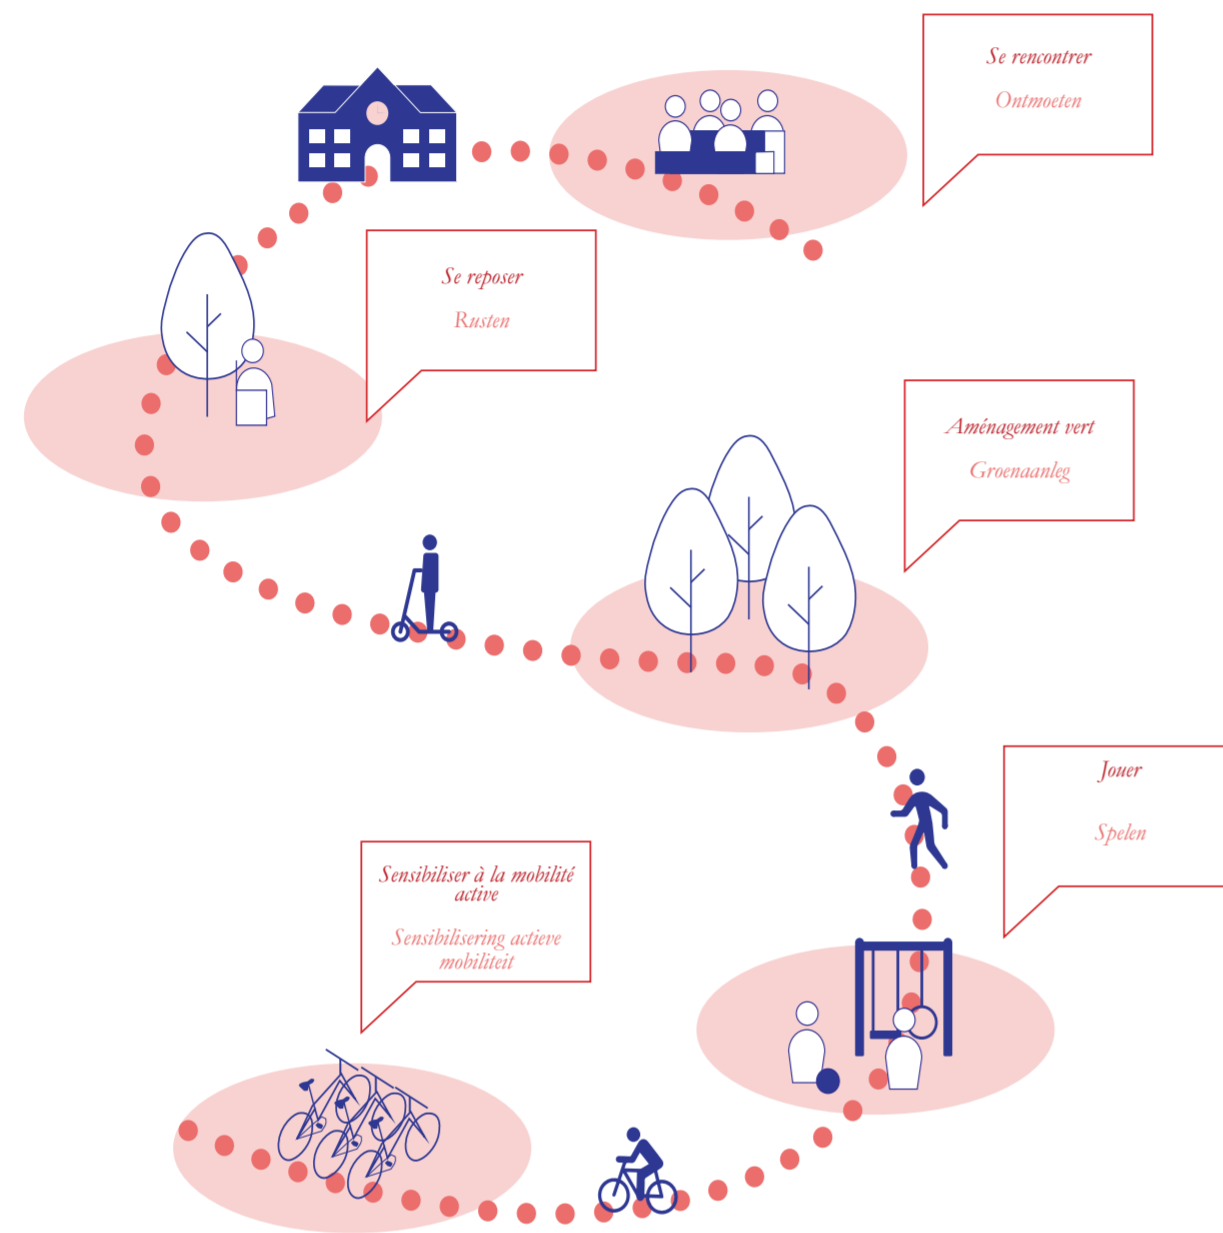 Se rencontrer
Ontmoeten
Se reposer
Rusten
Aménagement vert
Groenaanleg
Jouer
Spelen
Sensibiliser à la mobilité
active
Sensibilisering actieve
mobiliteit